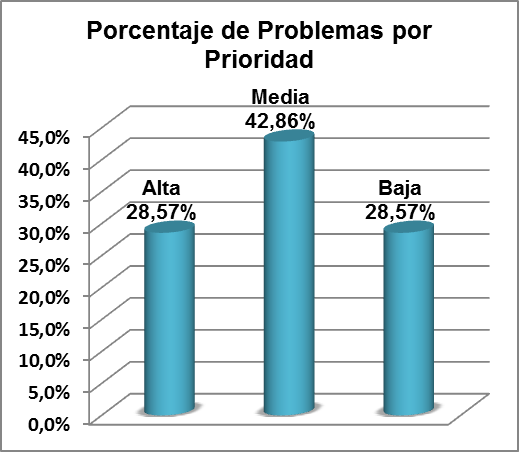 Porcentaje de Problemas por
Prioridad
Media
42,86%
Alta
28,57%
Baja
28,57%
45,0%
40,0%
35,0%
30,0%
25,0%
20,0%
15,0%
10,0%
5,0%
0,0%